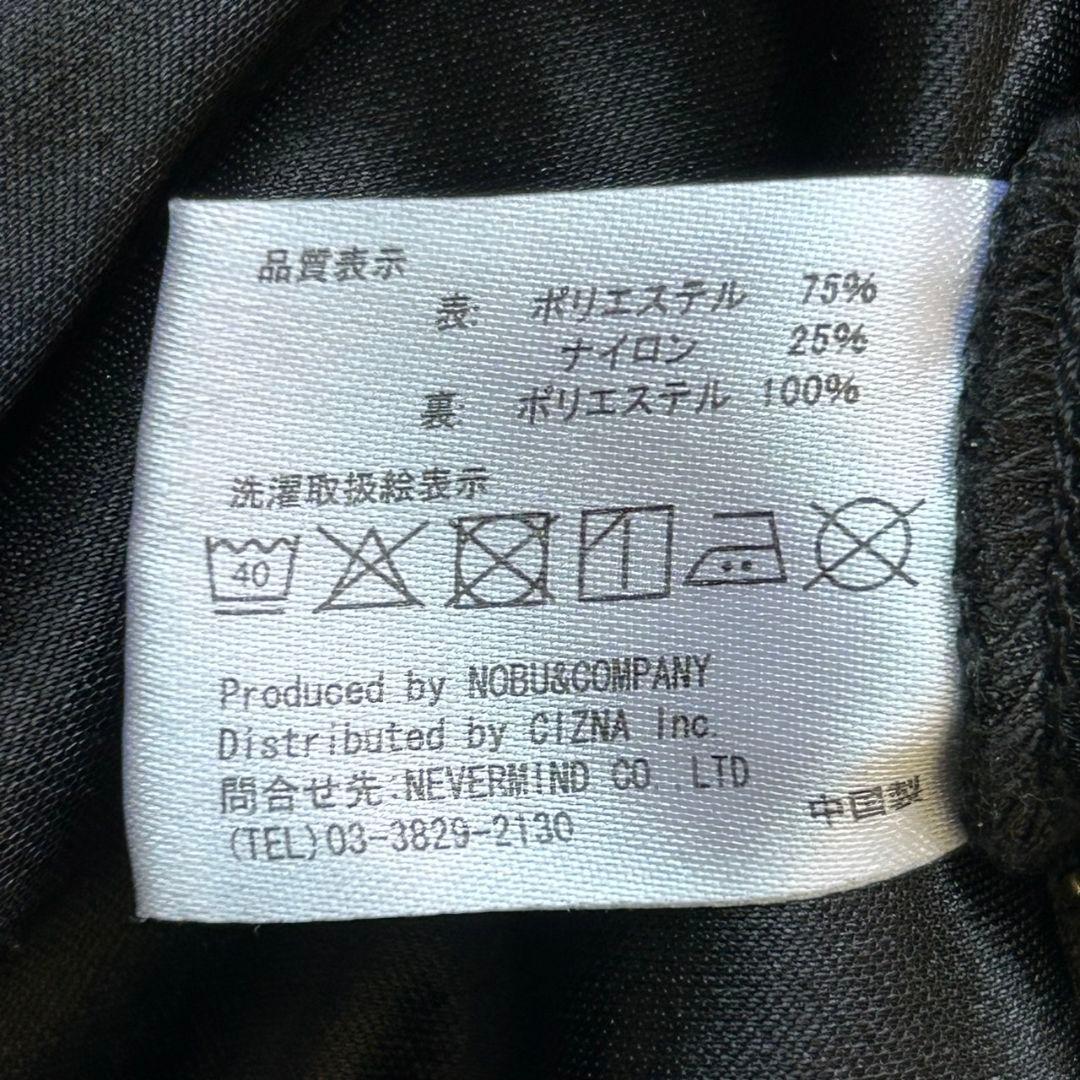 品質表示
表: ポリエステル 75%
ナイロン 25%
裏: ポリエステル 100%
洗濯取扱絵表示
40
Produced by NOBU&COMPANY
Distributed by CIZNA Inc.
問合せ先:NEVERMIND CO.,LTD
(TEL)03-3829-2130
中国製